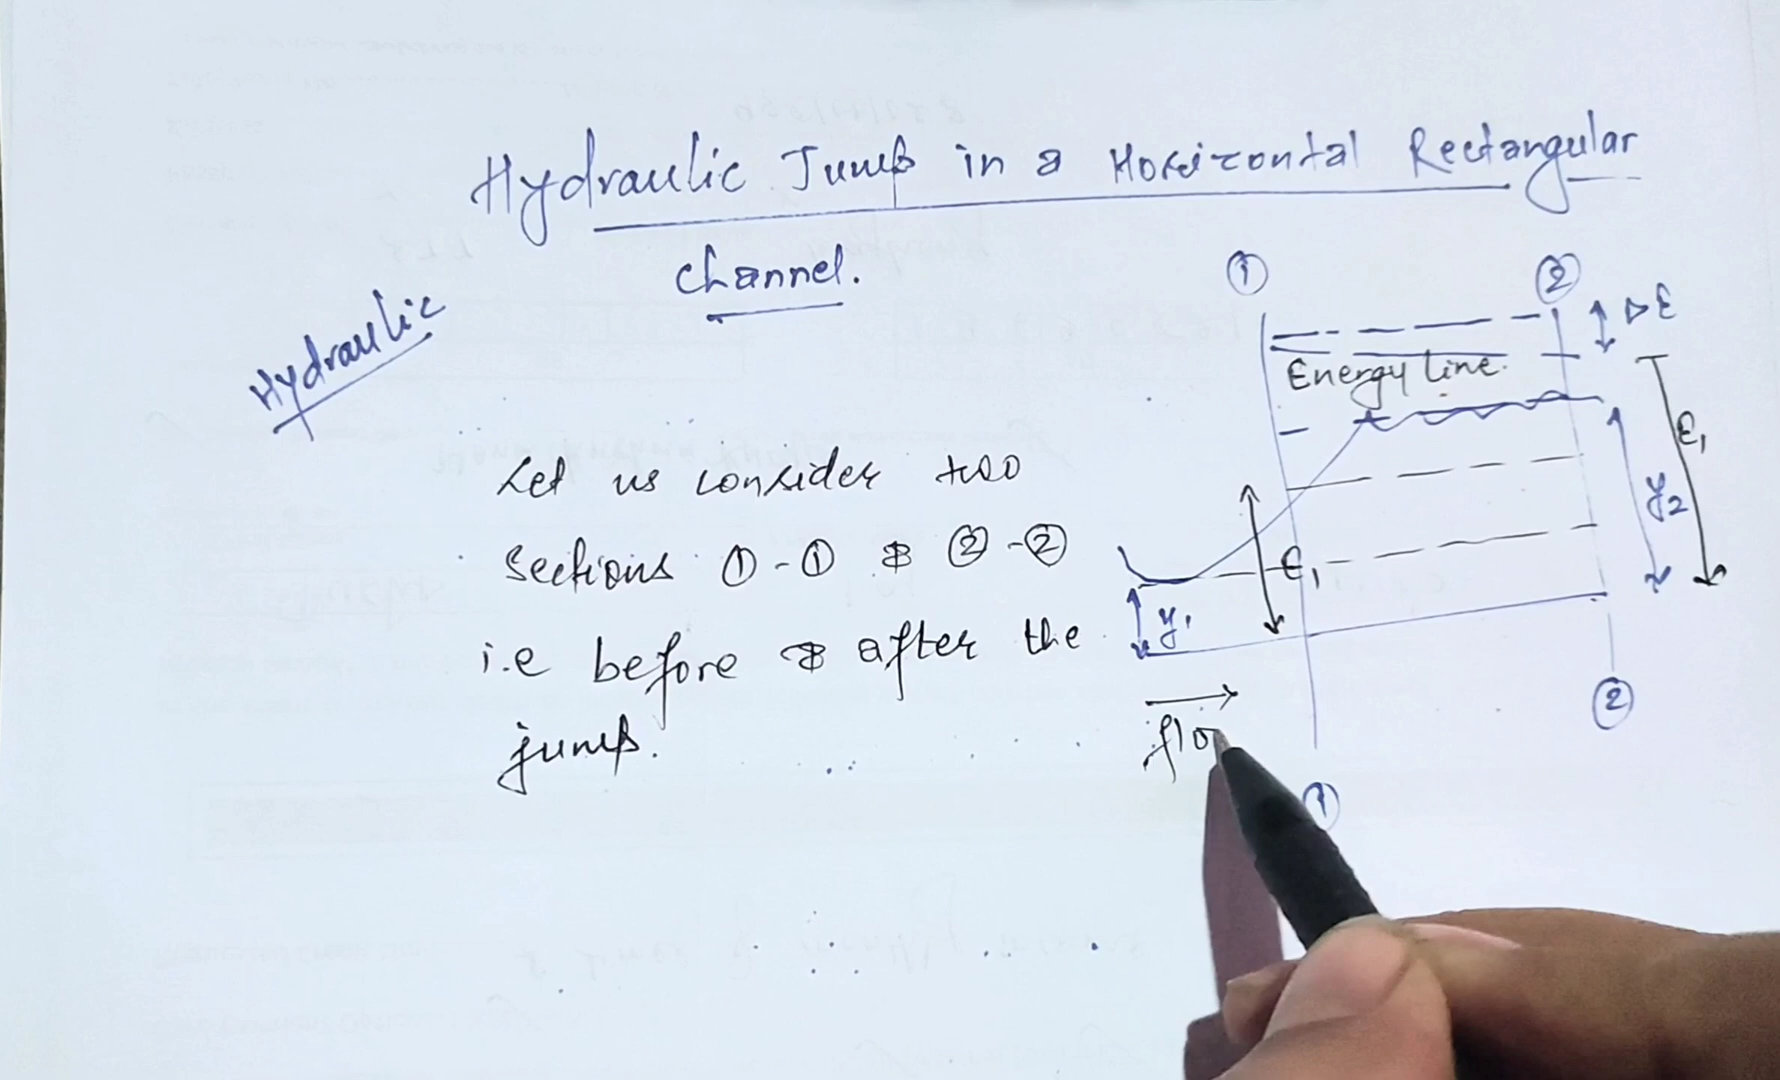 Hydraulic Jump in a Horizontal Rectangular
channel.
Hydraulic
Let us consider two
sections ①-① & ②-②
i.e before & after the
jump.
① ②
ΔE
Energy line.
E₁
y₂
E₁
y₁
flo
②
①